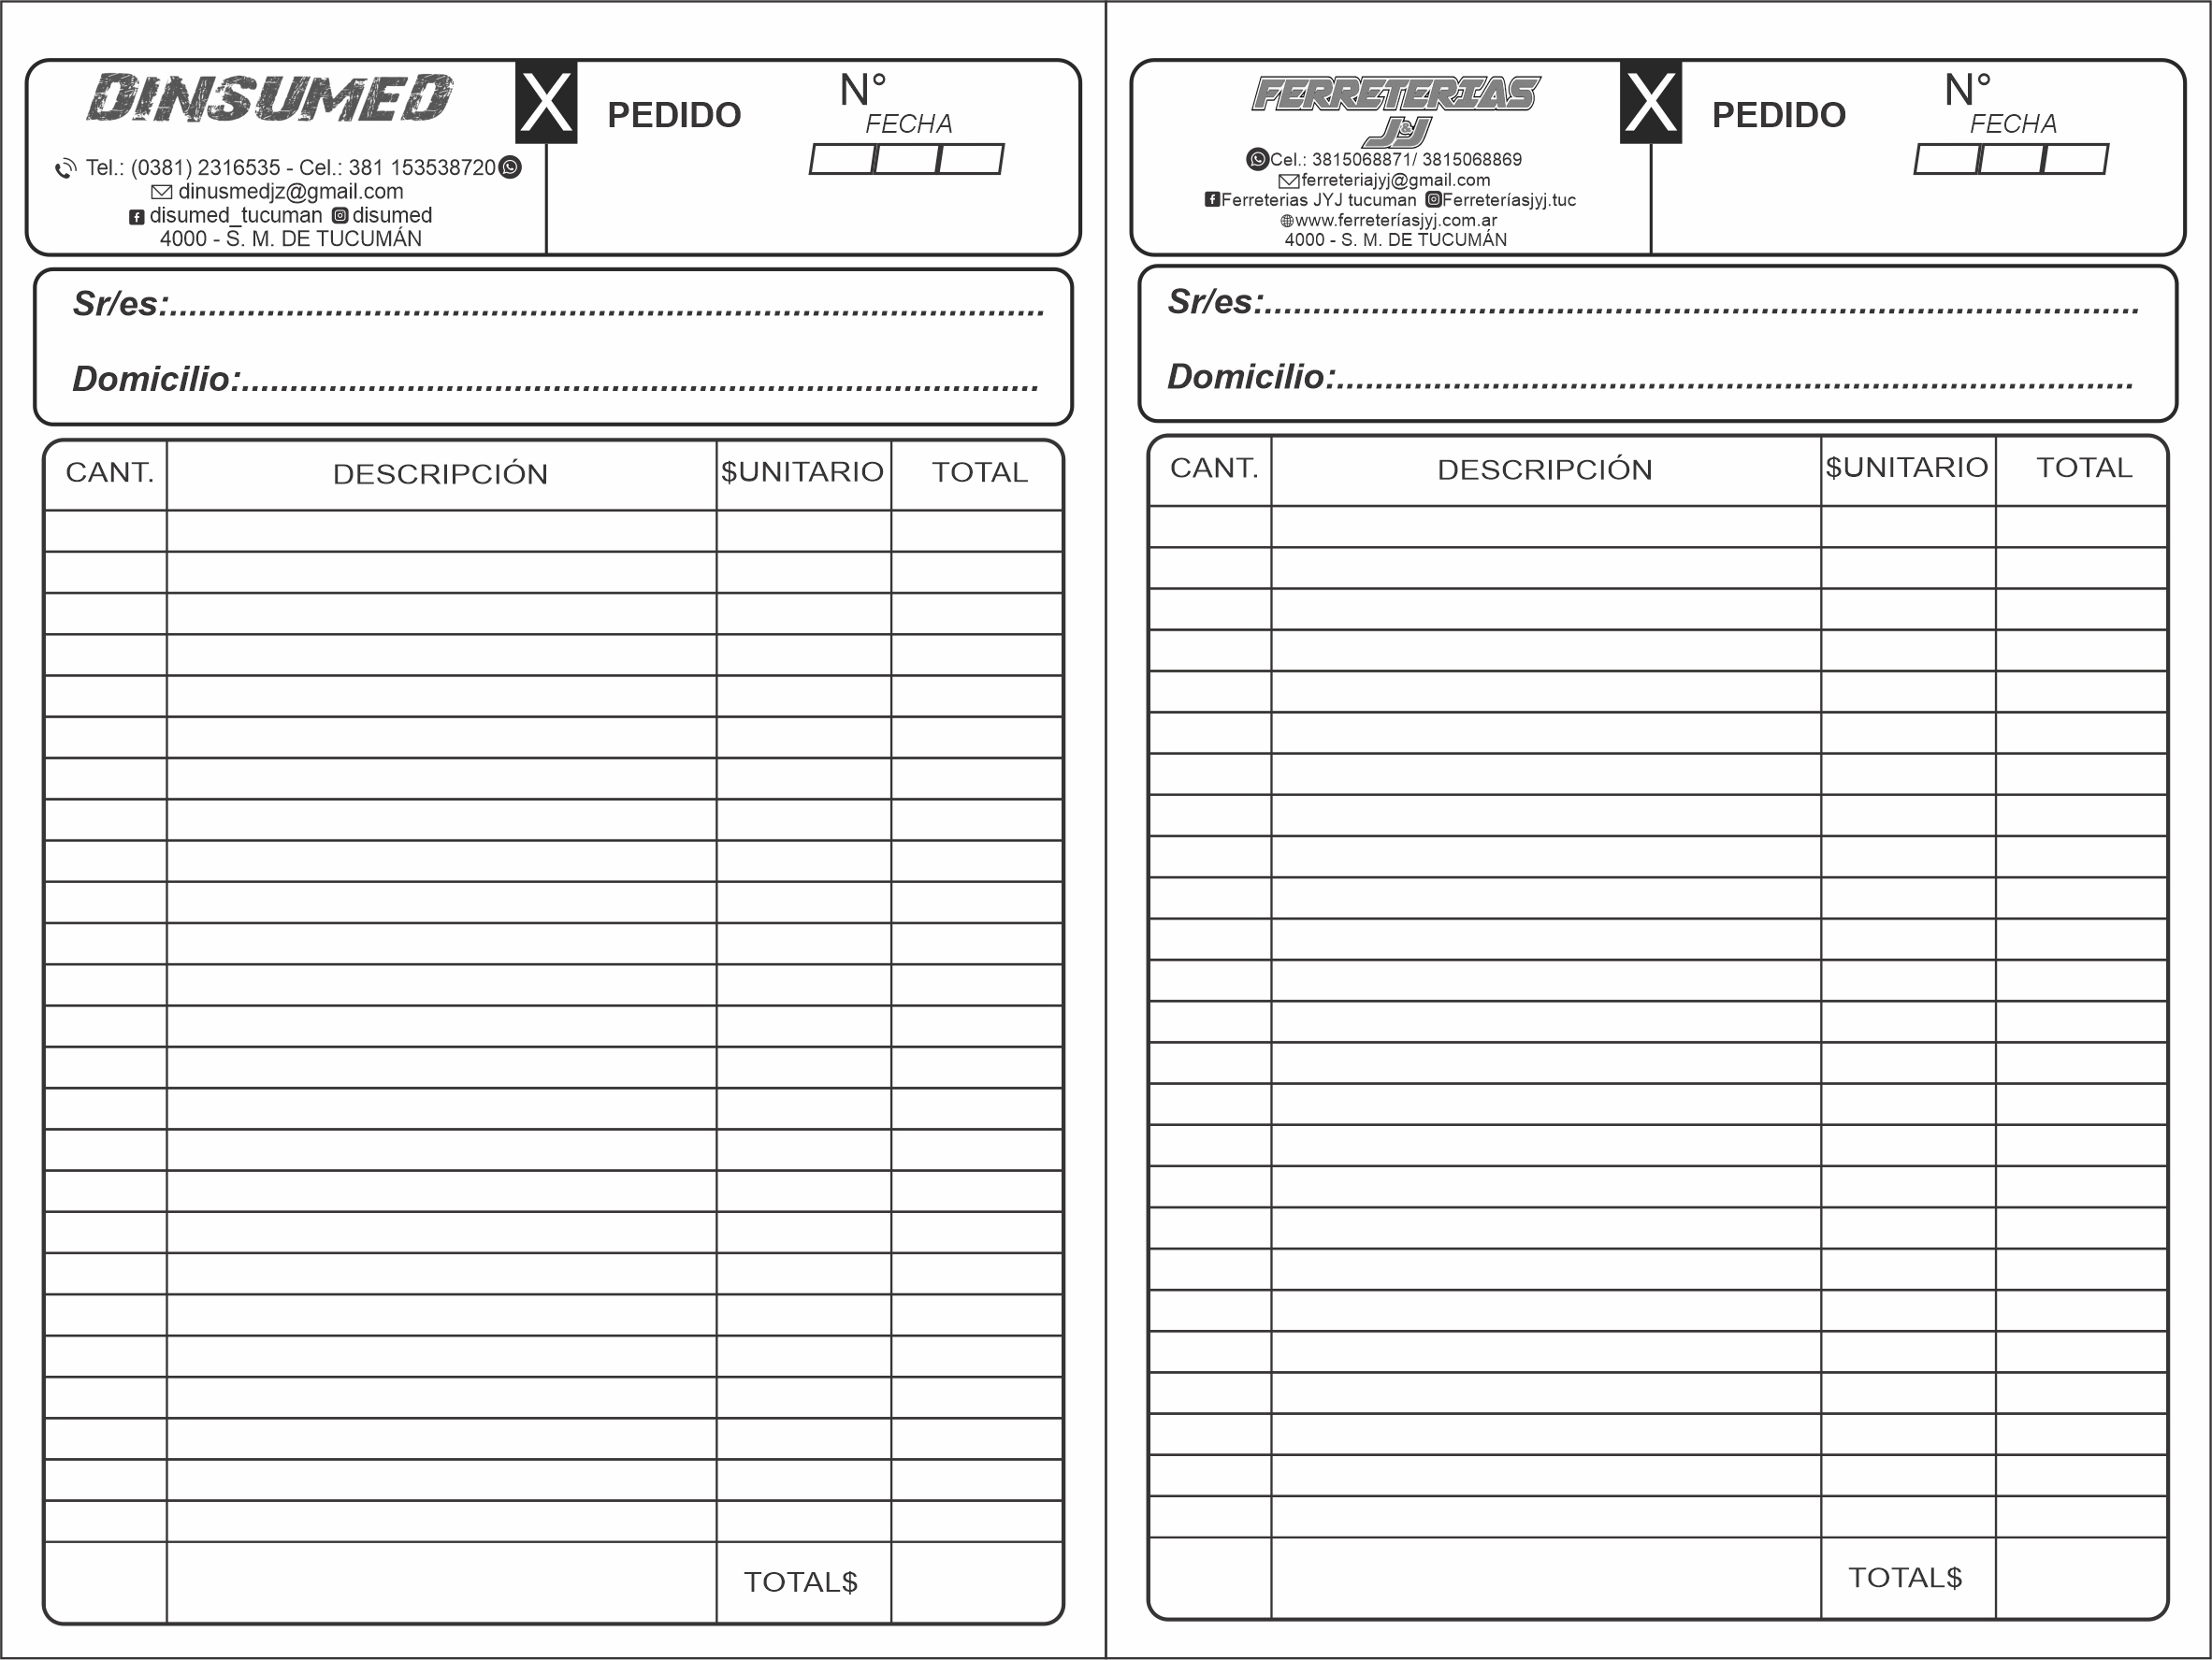 DINSUMED
X
PEDIDO
N°
FECHA
Tel.: (0381) 2316535 - Cel.: 381 153538720
dinusmedjz@gmail.com
disumed_tucuman disumed
4000 - S. M. DE TUCUMÁN
Sr/es:..........................................................................................
Domicilio:..................................................................................
CANT. DESCRIPCIÓN $UNITARIO TOTAL
TOTAL$
FERRETERIAS
J&J
X
PEDIDO
N°
FECHA
Cel.: 3815068871/ 3815068869
ferreteriajyj@gmail.com
Ferreterias JYJ tucuman Ferreteríasjyj.tuc
www.ferreteríasjyj.com.ar
4000 - S. M. DE TUCUMÁN
Sr/es:..........................................................................................
Domicilio:..................................................................................
CANT. DESCRIPCIÓN $UNITARIO TOTAL
TOTAL$